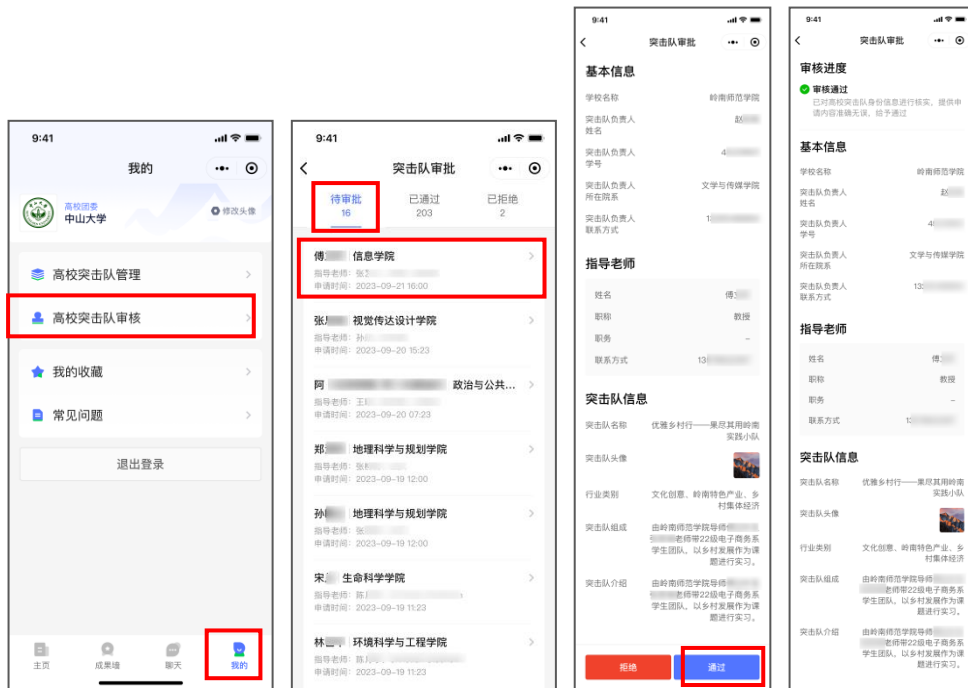 9:41
我的
高校团委
中山大学
修改头像
高校突击队管理
高校突击队审核
我的收藏
常见问题
退出登录
主页
成果墙
聊天
我的
9:41
突击队审批
待审批
16
已通过
203
已拒绝
2
傅 信息学院
指导老师：张
申请时间：2023-09-21 16:00
张 视觉传达设计学院
指导老师：孙
申请时间：2023-09-20 15:23
阿 政治与公共...
指导老师：王
申请时间：2023-09-20 07:23
郑 地理科学与规划学院
指导老师：张
申请时间：2023-09-19 12:00
孙 地理科学与规划学院
指导老师：张
申请时间：2023-09-19 12:00
宋 生命科学学院
指导老师：陈
申请时间：2023-09-19 11:23
林 环境科学与工程学院
指导老师：陈
申请时间：2023-09-19 11:23
9:41
突击队审批
基本信息
学校名称 岭南师范学院
突击队负责人 赵
姓名
突击队负责人 4
学号
突击队负责人 文学与传媒学院
所在院系
突击队负责人 1
联系方式
指导老师
姓名 傅
职称 教授
职务 –
联系方式 13
突击队信息
突击队名称 优雅乡村行——果尽其用岭南
实践小队
突击队头像
行业类别 文化创意、岭南特色产业、乡
村集体经济
突击队组成 由岭南师范学院导师
老师带22级电子商务系
学生团队，以乡村发展作为课
题进行实习。
突击队介绍 由岭南师范学院导师
老师带22级电子商务系
学生团队，以乡村发展作为课
题进行实习。
拒绝
通过
9:41
突击队审批
审核进度
审核通过
已对高校突击队身份信息进行核实，提供申
请内容准确无误，给予通过
基本信息
学校名称 岭南师范学院
突击队负责人 赵
姓名
突击队负责人 4
学号
突击队负责人 文学与传媒学院
所在院系
突击队负责人 13
联系方式
指导老师
姓名 傅
职称 教授
职务 –
联系方式 1
突击队信息
突击队名称 优雅乡村行——果尽其用岭南
实践小队
突击队头像
行业类别 文化创意、岭南特色产业、乡
村集体经济
突击队组成 由岭南师范学院导师
老师带22级电子商务系
学生团队，以乡村发展作为课
题进行实习。
突击队介绍 由岭南师范学院导师
老师带22级电子商务系
学生团队，以乡村发展作为课
题进行实习。